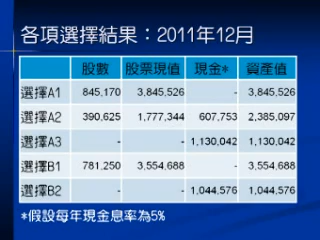 各項選擇結果：2011年12月
股數 股票現值 現金* 資產值
選擇A1 845,170 3,845,526 - 3,845,526
選擇A2 390,625 1,777,344 607,753 2,385,097
選擇A3 - - 1,130,042 1,130,042
選擇B1 781,250 3,554,688 - 3,554,688
選擇B2 - - 1,044,576 1,044,576
*假設每年現金息率為5%